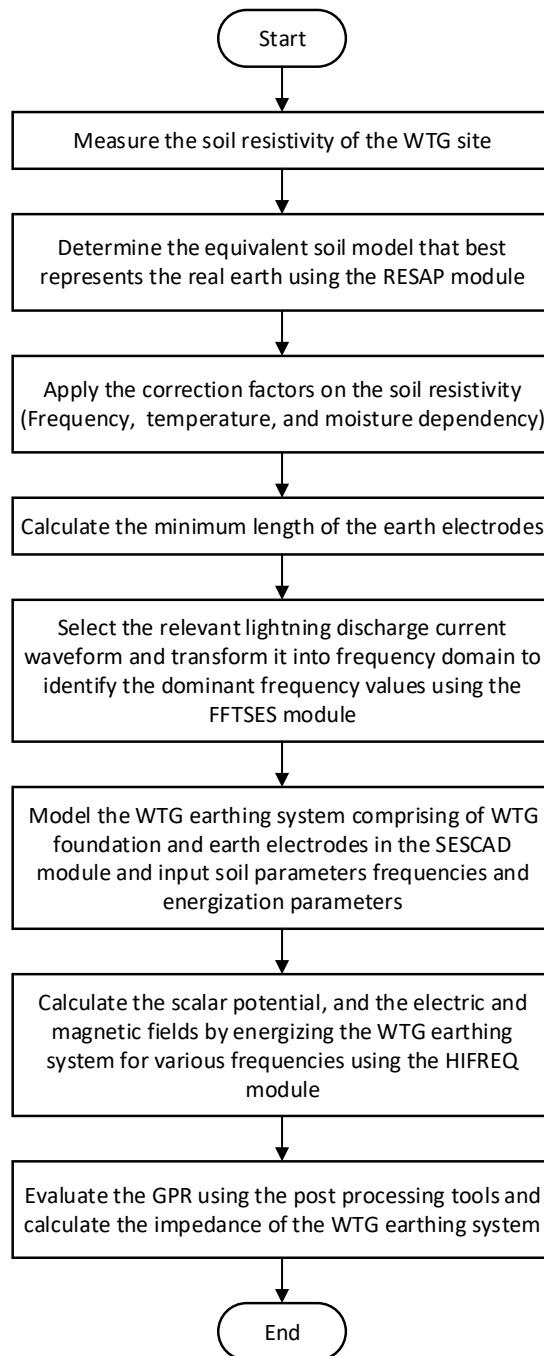 Start
Measure the soil resistivity of the WTG site
Determine the equivalent soil model that best
represents the real earth using the RESAP module
Apply the correction factors on the soil resistivity
(Frequency, temperature, and moisture dependency)
Calculate the minimum length of the earth electrodes
Select the relevant lightning discharge current
waveform and transform it into frequency domain to
identify the dominant frequency values using the
FFTSES module
Model the WTG earthing system comprising of WTG
foundation and earth electrodes in the SESCAD
module and input soil parameters frequencies and
energization parameters
Calculate the scalar potential, and the electric and
magnetic fields by energizing the WTG earthing
system for various frequencies using the HIFREQ
module
Evaluate the GPR using the post processing tools and
calculate the impedance of the WTG earthing system
End